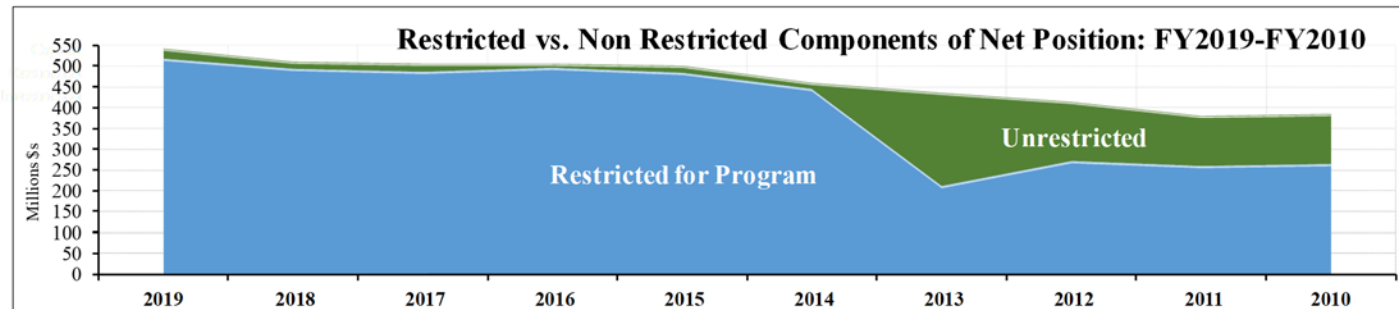 Restricted vs. Non Restricted Components of Net Position: FY2019-FY2010
Millions $s
550
500
450
400
350
300
250
200
150
100
50
0
Unrestricted
Restricted for Program
2019 2018 2017 2016 2015 2014 2013 2012 2011 2010